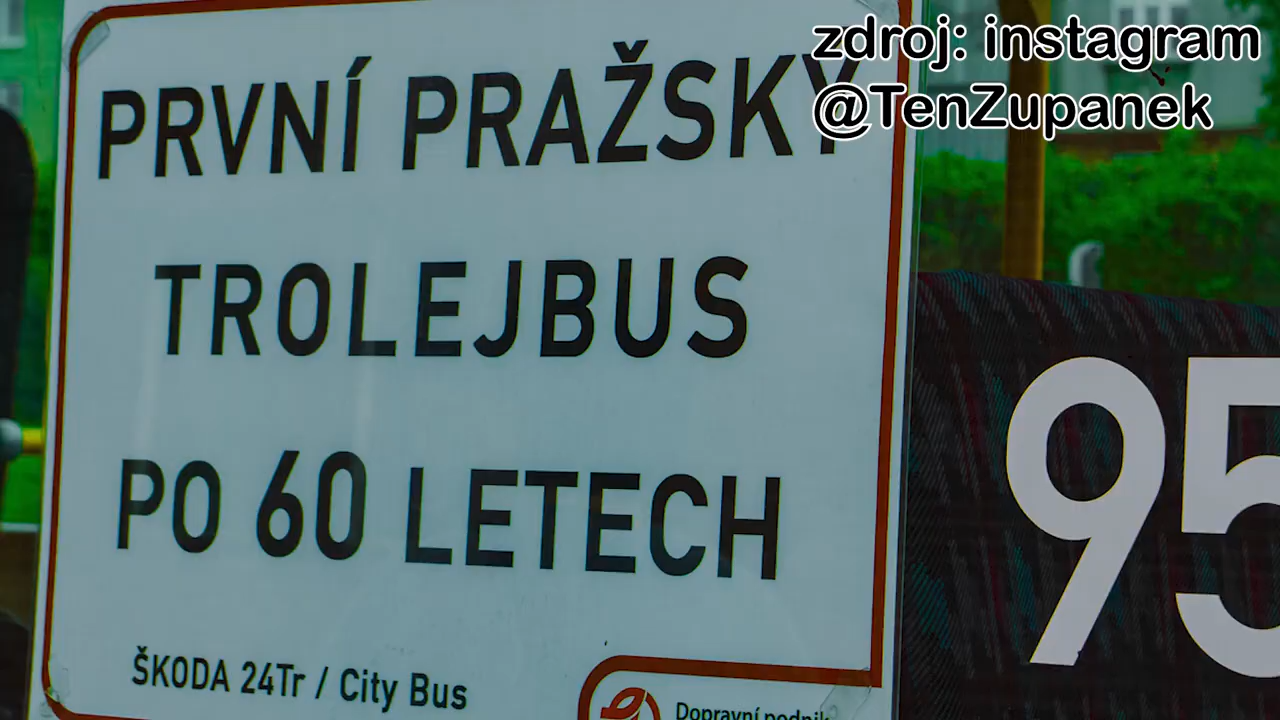 zdroj: instagram
@TenZupanek
PRVNÍ PRAŽSKÝ
TROLEJBUS
PO 60 LETECH
ŠKODA 24Tr / City Bus
Dopravní podnik
95